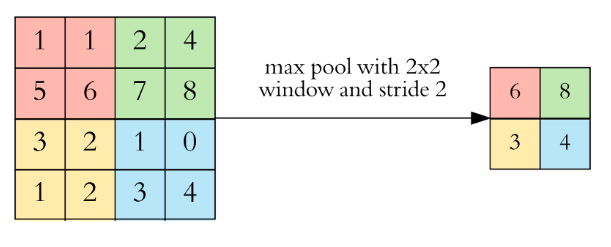 1 1 2 4
5 6 7 8
3 2 1 0
1 2 3 4
max pool with 2x2
window and stride 2
6 8
3 4